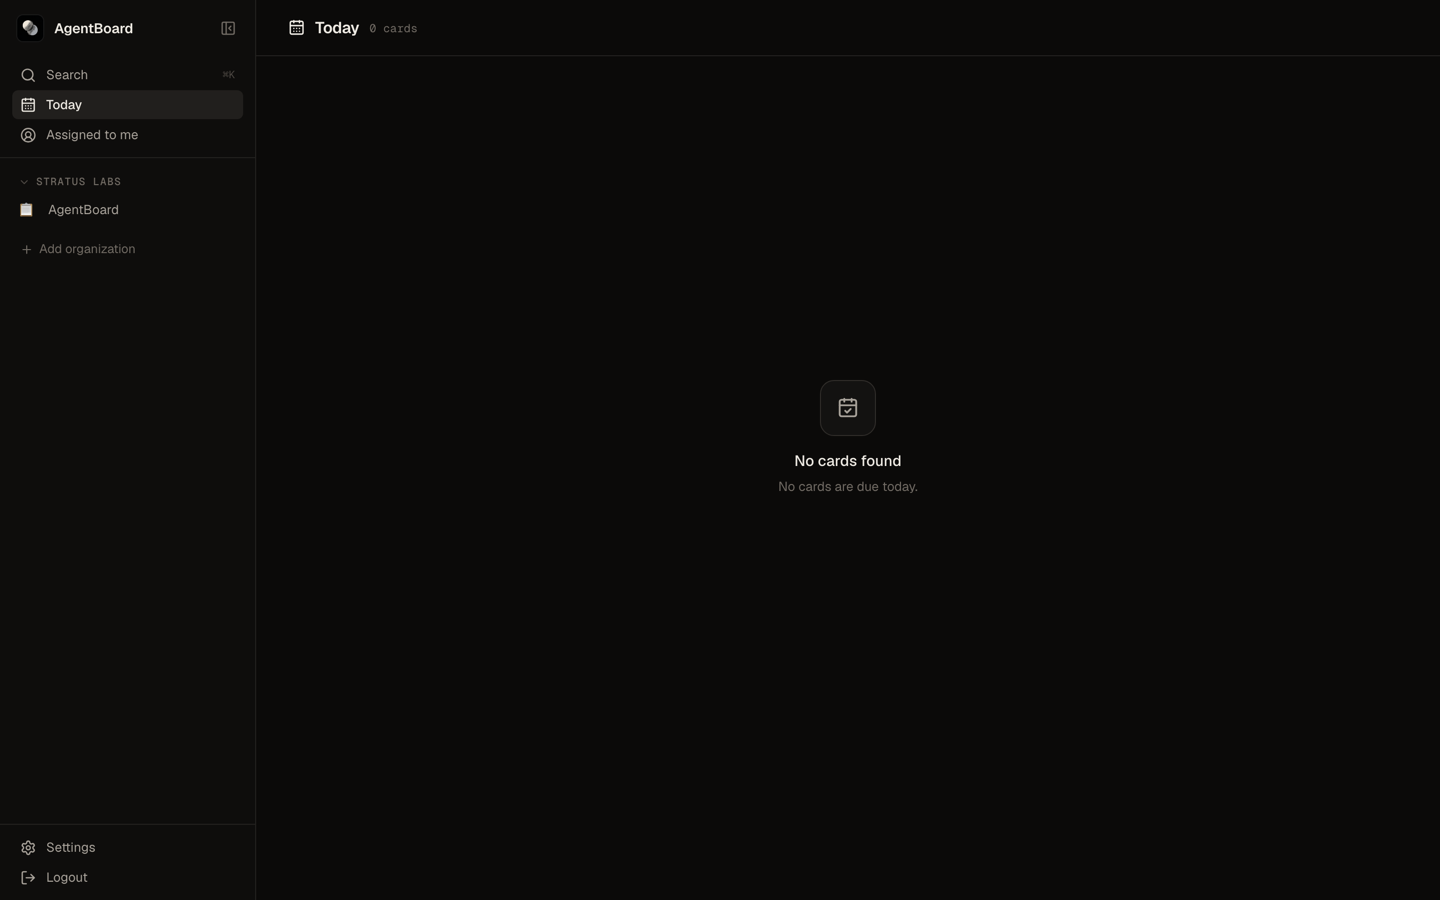 AgentBoard
Search ⌘K
Today
Assigned to me
STRATUS LABS
AgentBoard
Add organization
Settings
Logout
Today 0 cards
No cards found
No cards are due today.